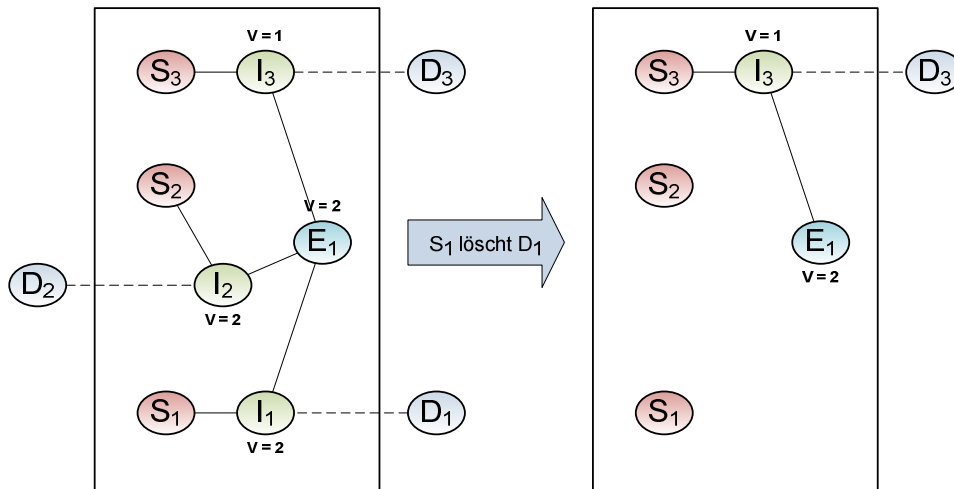 V = 1
S3
I3
D3
S2
V = 2
E1
D2
I2
V = 2
S1
I1
D1
V = 2
S1 löscht D1
V = 1
S3
I3
D3
S2
E1
V = 2
S1